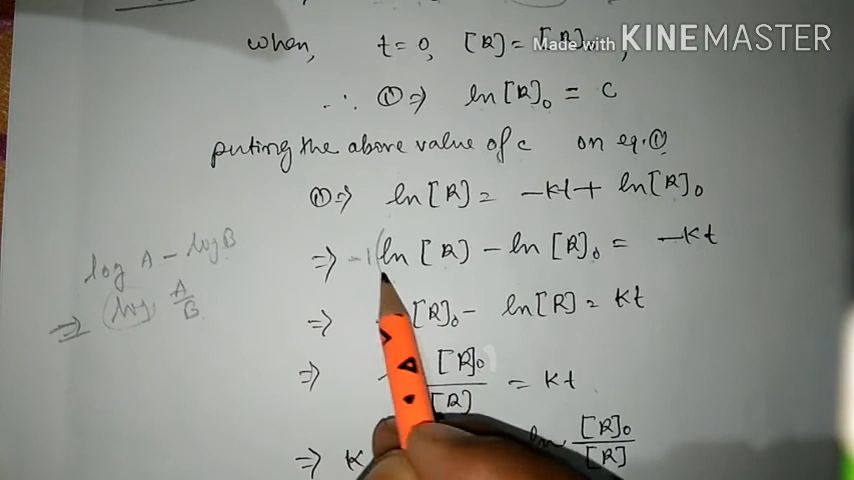 when, t=0, [R]=[R]
Made with KINEMASTER
∴ ①⇒ ln[R]₀ = C
puting the above value of c on eq.①
①⇒ ln[R] = -Kt + ln[R]₀
log A - log B
⇒ -1(ln[R] - ln[R]₀ = -Kt
⇒ log A/B
⇒ [R]₀ - ln[R] = Kt
⇒ [R]₀/[R] = Kt
⇒ K ln [R]₀/[R]